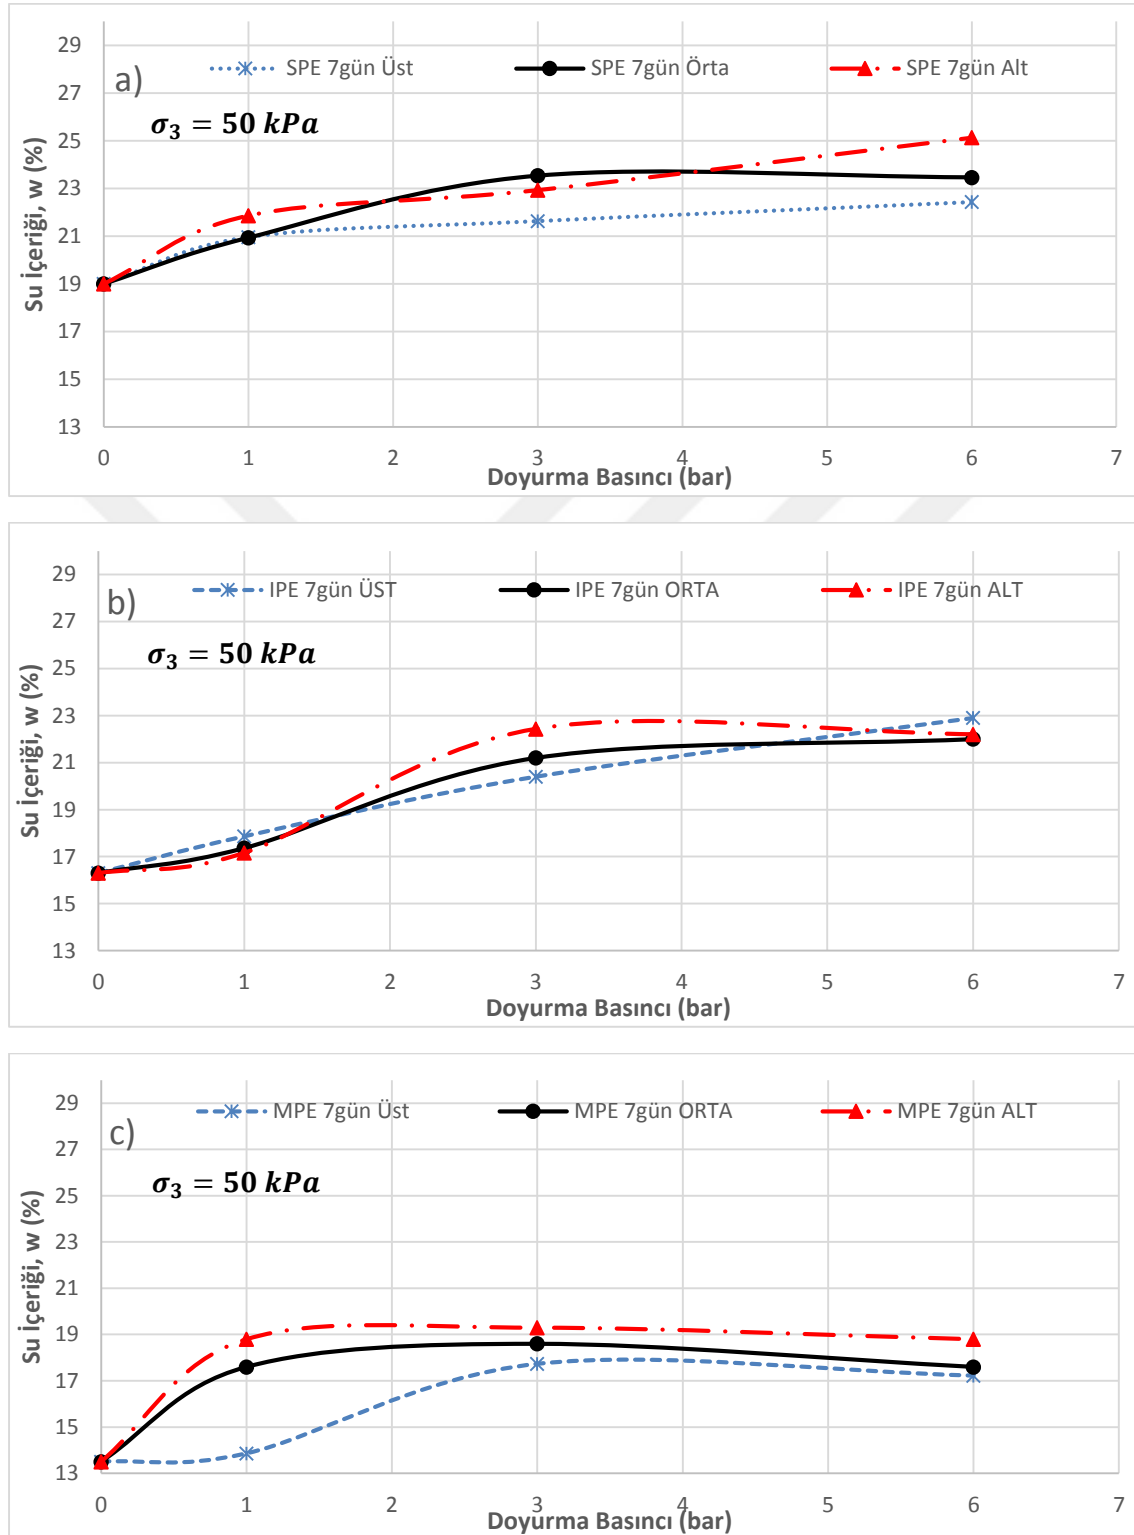 SPE 7gün Üst SPE 7gün Örta SPE 7gün Alt
a)
σ₃ = 50 kPa
Su İçeriği, w (%)
29
27
25
23
21
19
17
15
13
0 1 2 3 4 5 6 7
Doyurma Basıncı (bar)
IPE 7gün ÜST IPE 7gün ORTA IPE 7gün ALT
b)
σ₃ = 50 kPa
Su İçeriği, w (%)
29
27
25
23
21
19
17
15
13
0 1 2 3 4 5 6 7
Doyurma Basıncı (bar)
MPE 7gün Üst MPE 7gün ORTA MPE 7gün ALT
c)
σ₃ = 50 kPa
Su İçeriği, w (%)
29
27
25
23
21
19
17
15
13
0 1 2 3 4 5 6 7
Doyurma Basıncı (bar)